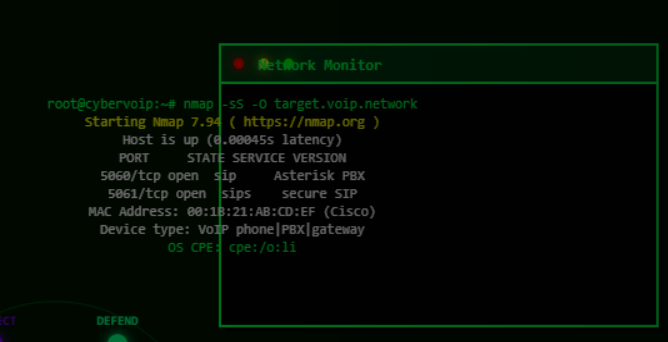 Network Monitor
root@cybervoip:~# nmap -sS -O target.voip.network
Starting Nmap 7.94 ( https://nmap.org )
Host is up (0.00045s latency)
PORT STATE SERVICE VERSION
5060/tcp open sip Asterisk PBX
5061/tcp open sips secure SIP
MAC Address: 00:1B:21:AB:CD:EF (Cisco)
Device type: VoIP phone|PBX|gateway
OS CPE: cpe:/o:li
ECT DEFEND